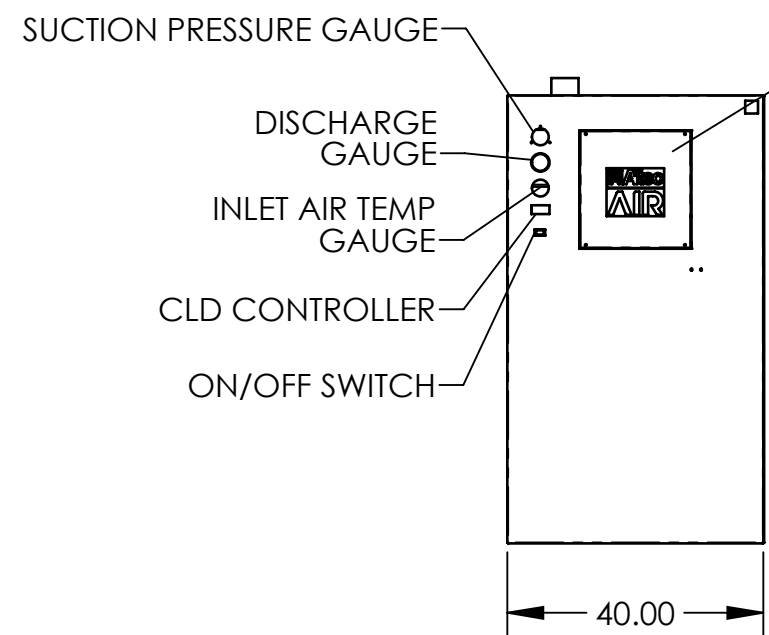 SUCTION PRESSURE GAUGE
DISCHARGE
GAUGE
INLET AIR TEMP
GAUGE
CLD CONTROLLER
ON/OFF SWITCH
AIR
40.00